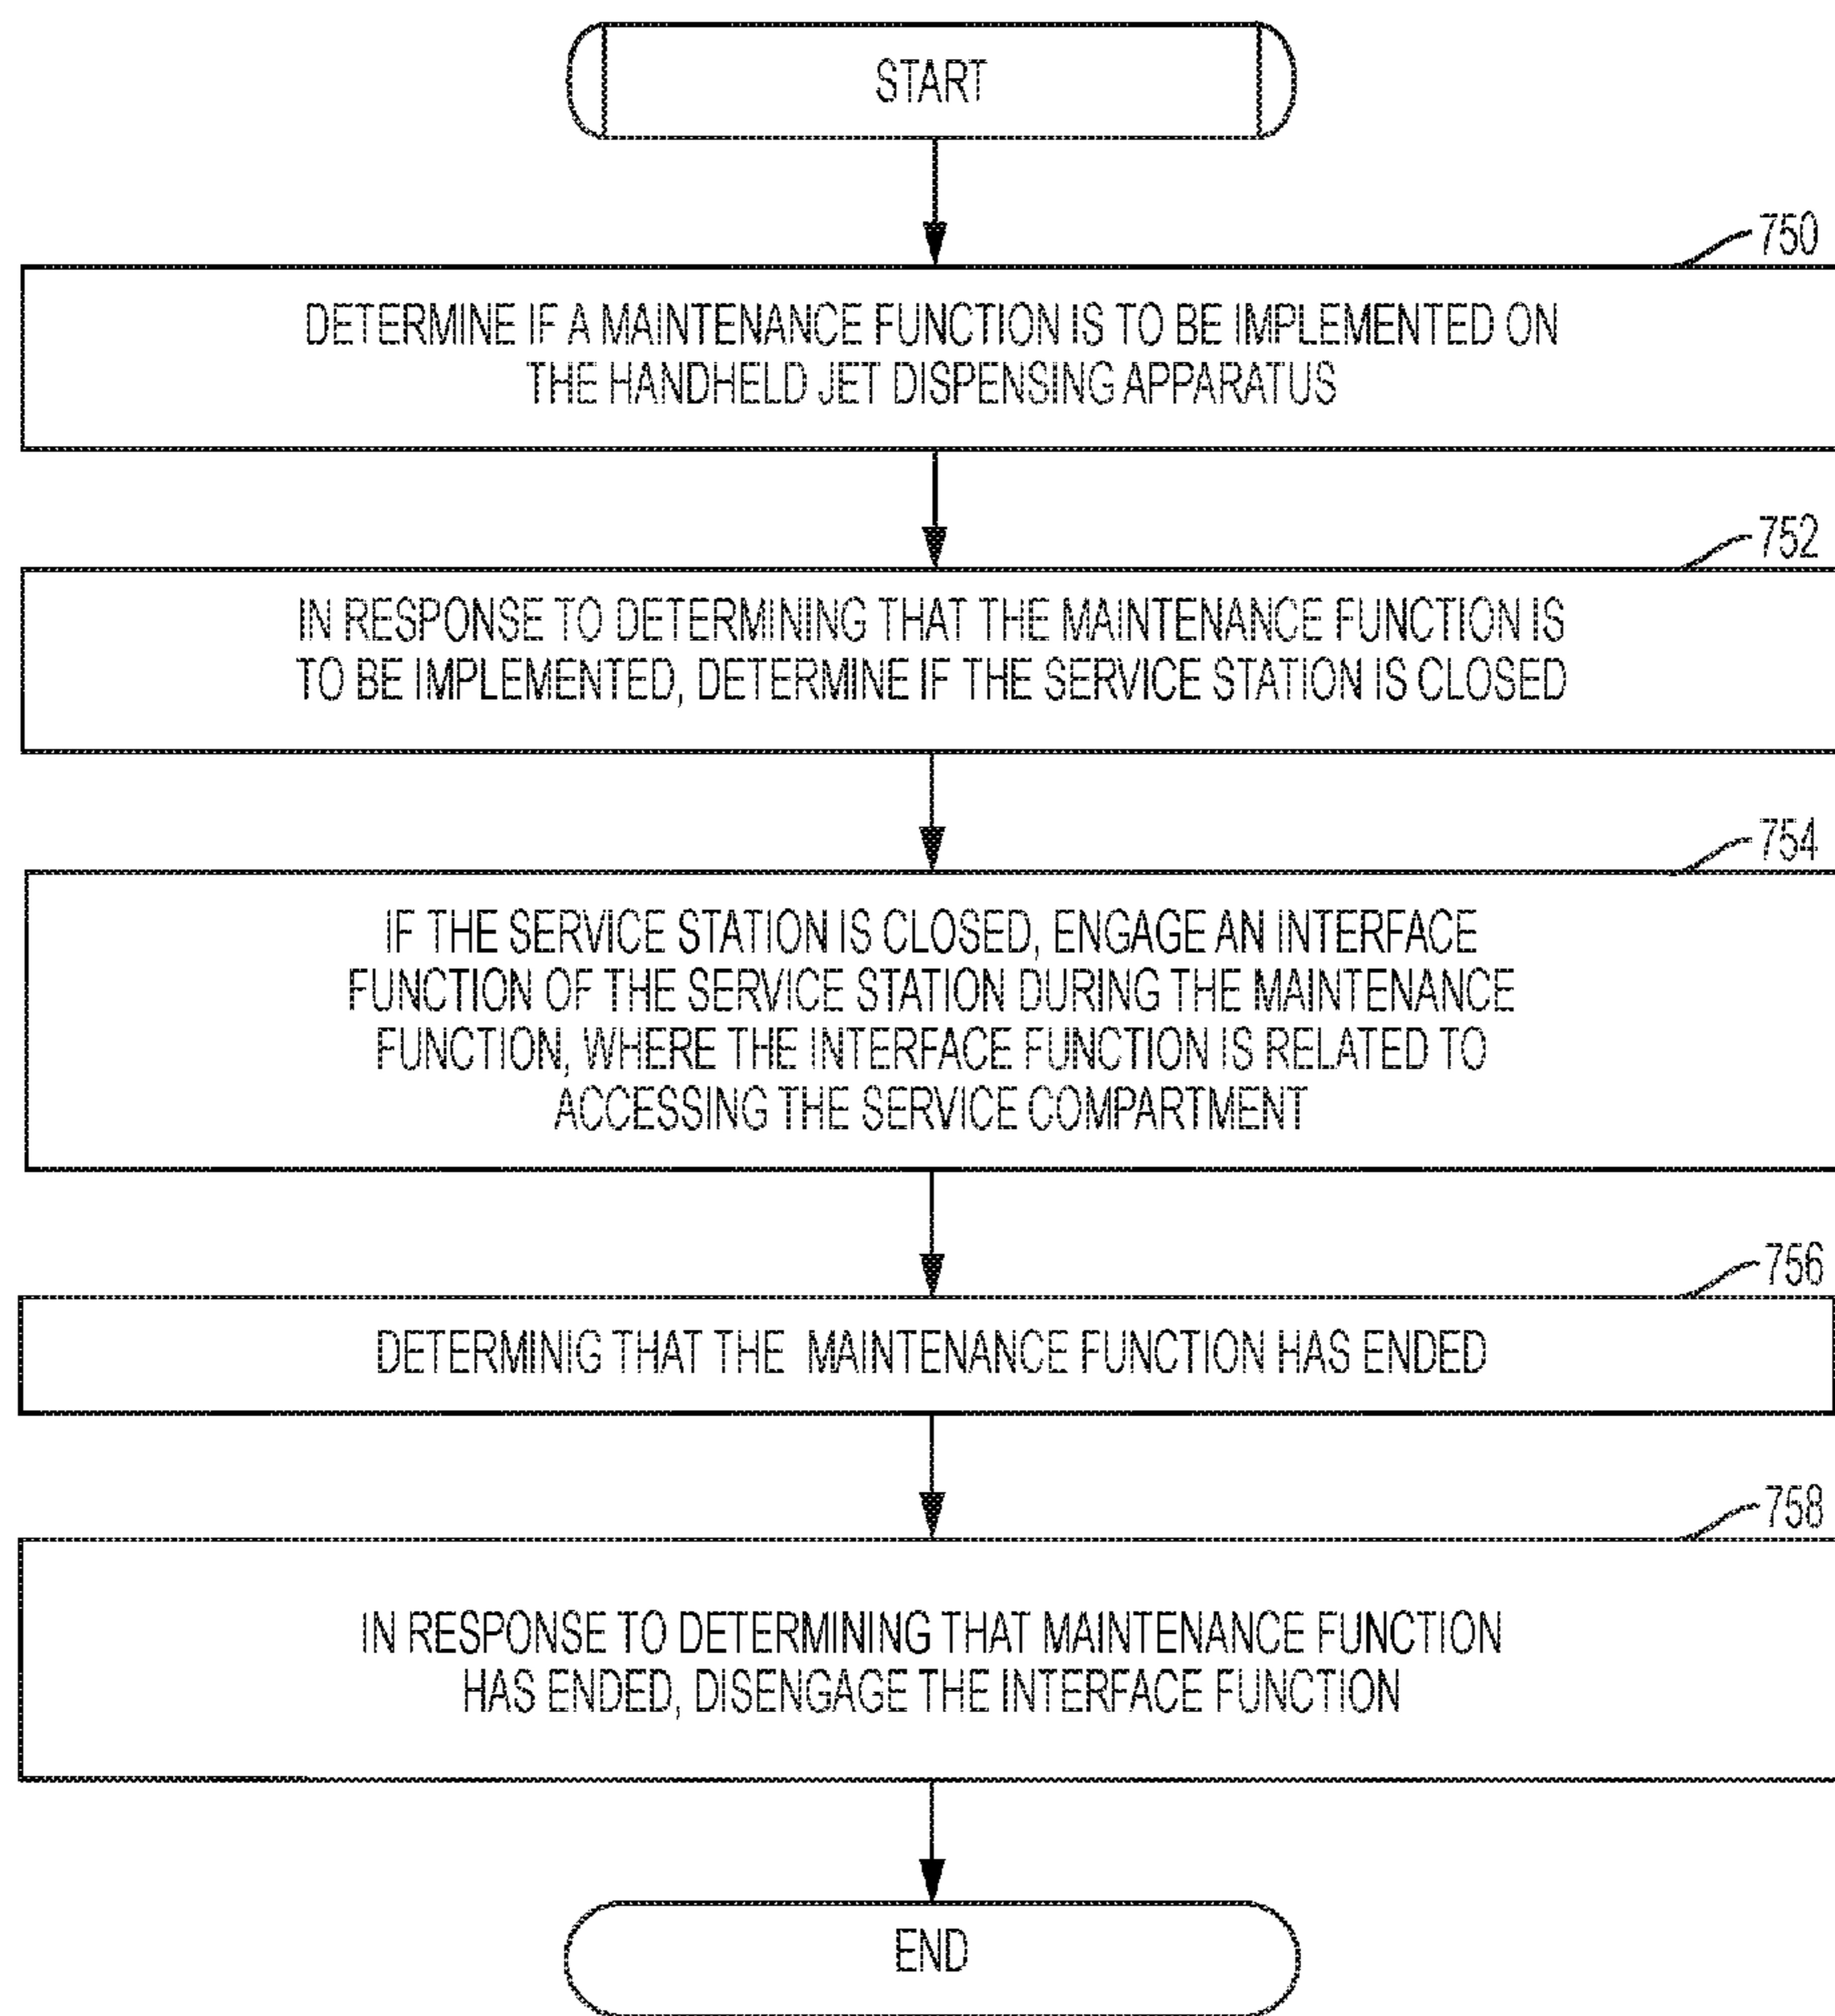 START
750
DETERMINE IF A MAINTENANCE FUNCTION IS TO BE IMPLEMENTED ON
THE HANDHELD JET DISPENSING APPARATUS
752
IN RESPONSE TO DETERMINING THAT THE MAINTENANCE FUNCTION IS
TO BE IMPLEMENTED, DETERMINE IF THE SERVICE STATION IS CLOSED
754
IF THE SERVICE STATION IS CLOSED, ENGAGE AN INTERFACE
FUNCTION OF THE SERVICE STATION DURING THE MAINTENANCE
FUNCTION, WHERE THE INTERFACE FUNCTION IS RELATED TO
ACCESSING THE SERVICE COMPARTMENT
756
DETERMINIG THAT THE MAINTENANCE FUNCTION HAS ENDED
758
IN RESPONSE TO DETERMINING THAT MAINTENANCE FUNCTION
HAS ENDED, DISENGAGE THE INTERFACE FUNCTION
END